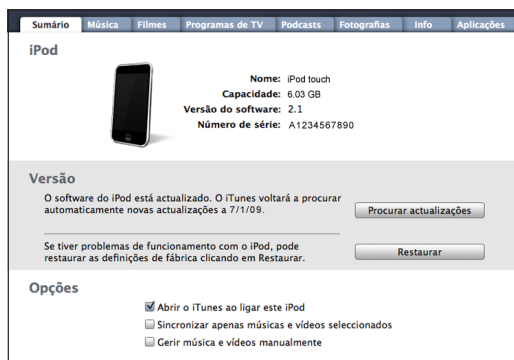 Sumário Música Filmes Programas de TV Podcasts Fotografias Info Aplicações
iPod
Nome: iPod touch
Capacidade: 6.03 GB
Versão do software: 2.1
Número de série: A1234567890
Versão
O software do iPod está actualizado. O iTunes voltará a procurar
automaticamente novas actualizações a 7/1/09.
Procurar actualizações
Se tiver problemas de funcionamento com o iPod, pode
restaurar as definições de fábrica clicando em Restaurar.
Restaurar
Opções
Abrir o iTunes ao ligar este iPod
Sincronizar apenas músicas e vídeos seleccionados
Gerir música e vídeos manualmente